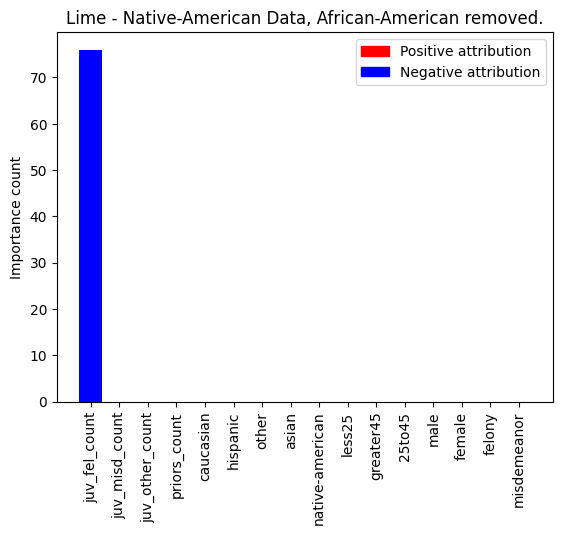 Lime - Native-American Data, African-American removed.
Positive attribution
Negative attribution
Importance count
70
60
50
40
30
20
10
0
juv_fel_count
juv_misd_count
juv_other_count
priors_count
caucasian
hispanic
other
asian
native-american
less25
greater45
25to45
male
female
felony
misdemeanor